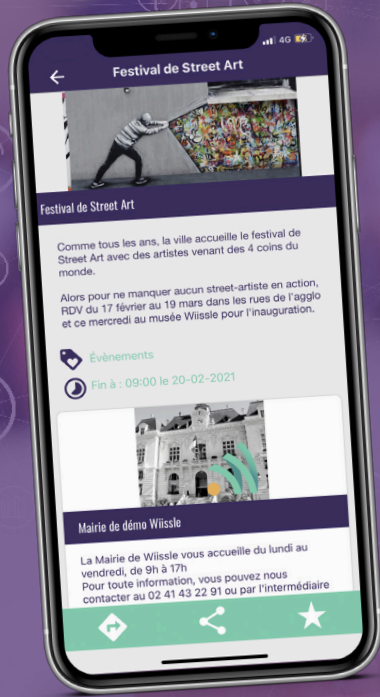 4G
Festival de Street Art
Festival de Street Art
Comme tous les ans, la ville accueille le festival de
Street Art avec des artistes venant des 4 coins du
monde.
Alors pour ne manquer aucun street-artiste en action,
RDV du 17 février au 19 mars dans les rues de l'agglo
et ce mercredi au musée Wiissle pour l'inauguration.
Évènements
Fin à : 09:00 le 20-02-2021
Mairie de démo Wiissle
La Mairie de Wiissle vous accueille du lundi au
vendredi, de 9h à 17h
Pour toute information, vous pouvez nous
contacter au 02 41 43 22 91 ou par l'intermédiaire